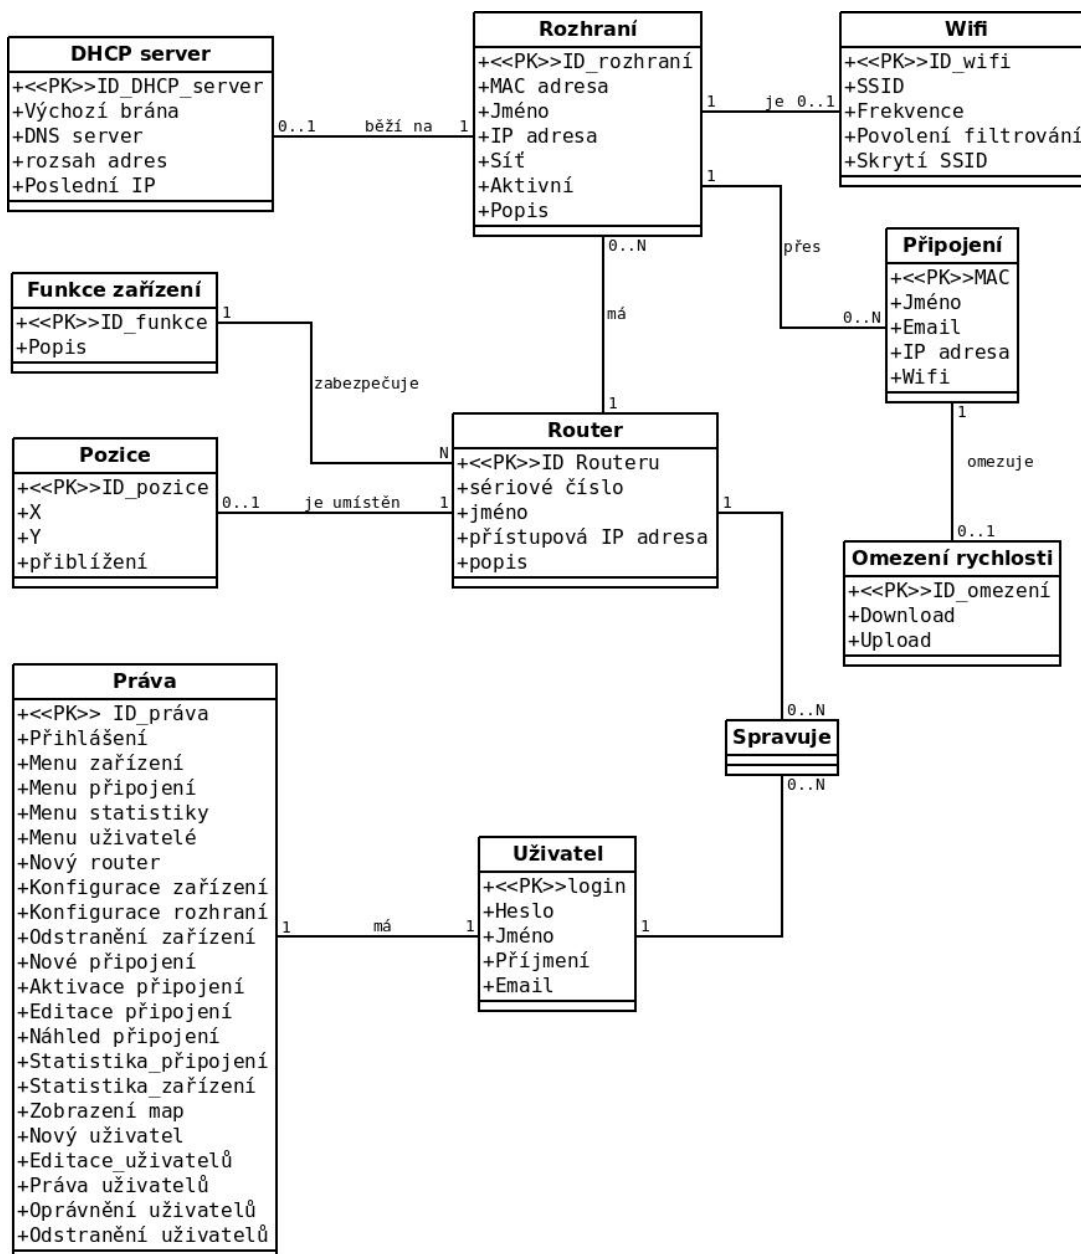 DHCP server
+<<PK>>ID_DHCP_server
+Výchozí brána
+DNS server
+rozsah adres
+Poslední IP
0..1
běží na
1
Rozhraní
+<<PK>>ID_rozhraní
+MAC adresa
+Jméno
+IP adresa
+Síť
+Aktivní
+Popis
1
je
0..1
Wifi
+<<PK>>ID_wifi
+SSID
+Frekvence
+Povolení filtrování
+Skrytí SSID
1
přes
0..N
Připojení
+<<PK>>MAC
+Jméno
+Email
+IP adresa
+Wifi
0..N
má
1
Funkce zařízení
+<<PK>>ID_funkce
+Popis
1
zabezpečuje
N
Router
+<<PK>>ID Routeru
+sériové číslo
+jméno
+přístupová IP adresa
+popis
Pozice
+<<PK>>ID_pozice
+X
+Y
+přiblížení
0..1
je umístěn
1
1
omezuje
0..1
Omezení rychlosti
+<<PK>>ID_omezení
+Download
+Upload
1
0..N
Spravuje
0..N
1
Práva
+<<PK>> ID_práva
+Přihlášení
+Menu zařízení
+Menu připojení
+Menu statistiky
+Menu uživatelé
+Nový router
+Konfigurace zařízení
+Konfigurace rozhraní
+Odstranění zařízení
+Nové připojení
+Aktivace připojení
+Editace připojení
+Náhled připojení
+Statistika_připojení
+Statistika_zařízení
+Zobrazení map
+Nový uživatel
+Editace_uživatelů
+Práva uživatelů
+Oprávnění uživatelů
+Odstranění uživatelů
1
má
1
Uživatel
+<<PK>>login
+Heslo
+Jméno
+Příjmení
+Email